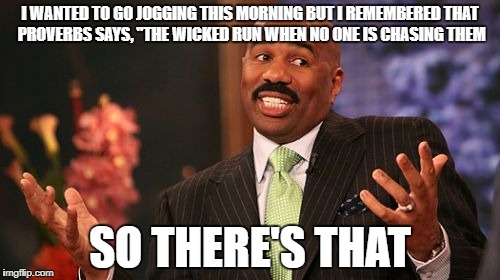 I WANTED TO GO JOGGING THIS MORNING BUT I REMEMBERED THAT
PROVERBS SAYS, "THE WICKED RUN WHEN NO ONE IS CHASING THEM
SO THERE'S THAT
imgflip.com